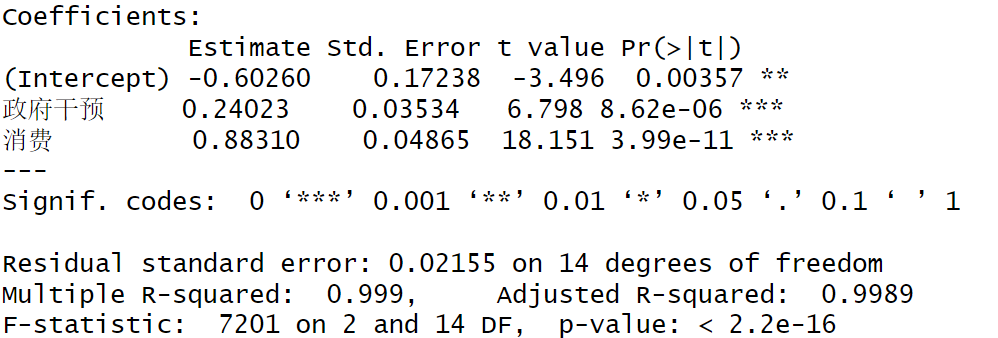 Coefficients:
Estimate Std. Error t value Pr(>|t|)
(Intercept) -0.60260 0.17238 -3.496 0.00357 **
政府干预 0.24023 0.03534 6.798 8.62e-06 ***
消费 0.88310 0.04865 18.151 3.99e-11 ***
---
Signif. codes: 0 ‘***’ 0.001 ‘**’ 0.01 ‘*’ 0.05 ‘.’ 0.1 ‘ ’ 1
Residual standard error: 0.02155 on 14 degrees of freedom
Multiple R-squared: 0.999, Adjusted R-squared: 0.9989
F-statistic: 7201 on 2 and 14 DF, p-value: < 2.2e-16